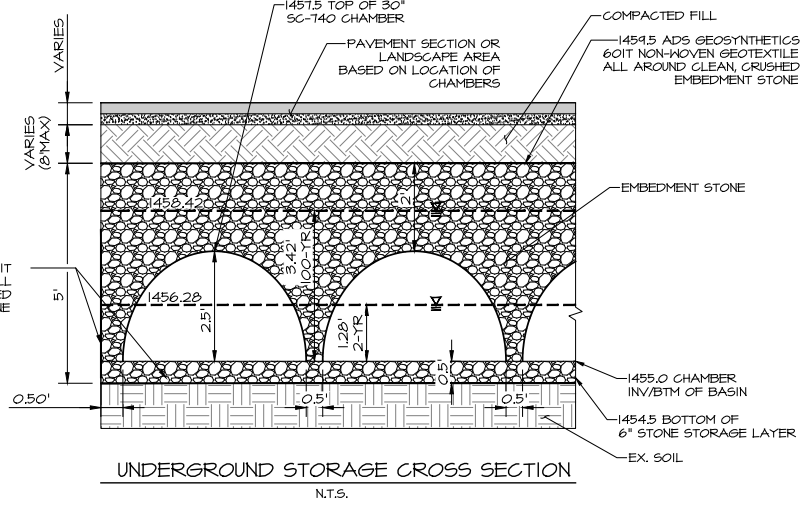 1457.5 TOP OF 30"
SC-740 CHAMBER
COMPACTED FILL
PAVEMENT SECTION OR
LANDSCAPE AREA
BASED ON LOCATION OF
CHAMBERS
1459.5 ADS GEOSYNTHETICS
601T NON-WOVEN GEOTEXTILE
ALL AROUND CLEAN, CRUSHED
EMBEDMENT STONE
VARIES
VARIES
(8"MAX)
1458.42
2'
EMBEDMENT STONE
3.42'
100-YR
IT
L
ED
NE
5'
1456.28
2.5'
1.28'
2-YR
0.5'
1455.0 CHAMBER
INV/BTM OF BASIN
0.50'
0.5'
0.5'
1454.5 BOTTOM OF
6" STONE STORAGE LAYER
EX. SOIL
UNDERGROUND STORAGE CROSS SECTION
N.T.S.